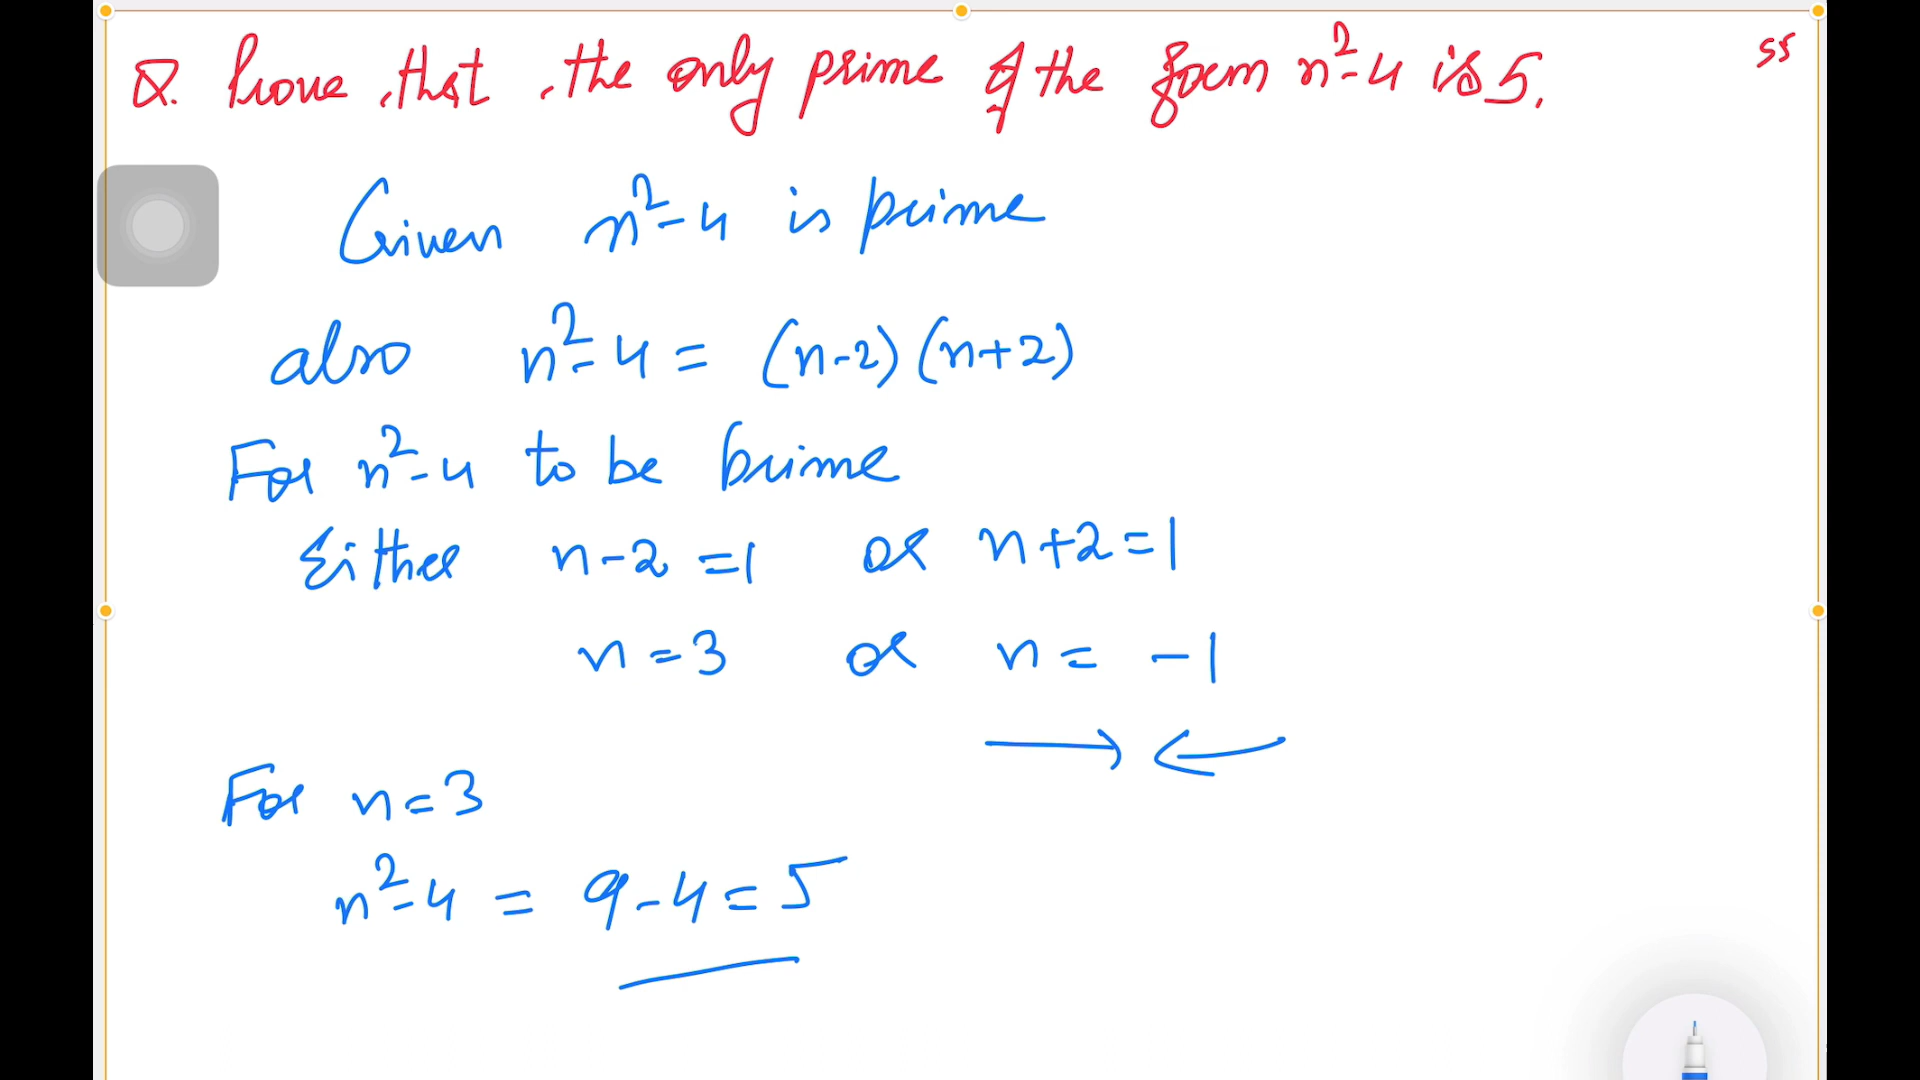 Q. Prove that the only prime of the form n²-4 is 5. ss
Given n²-4 is prime
also n²-4 = (n-2)(n+2)
For n²-4 to be prime
Either n-2 =1 or n+2=1
n=3 or n= -1
→ ←
For n=3
n²-4 = 9-4=5